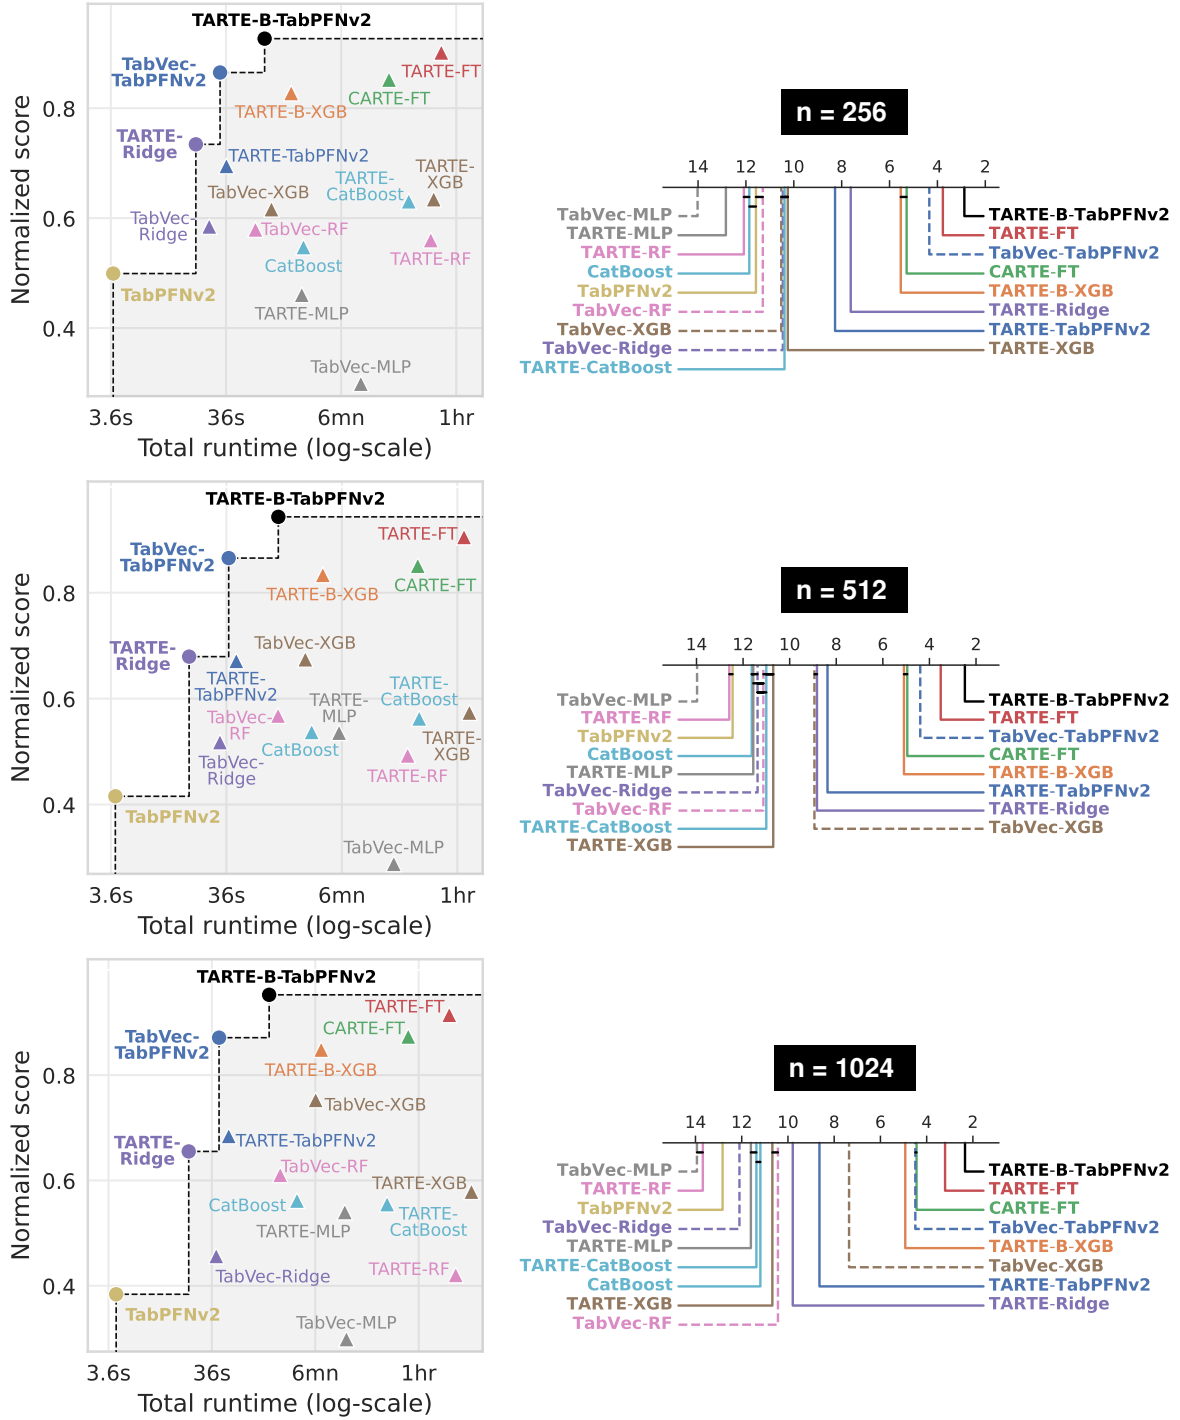 TARTE-B-TabPFNv2
TabVec-
TabPFNv2
TARTE-FT
CARTE-FT
TARTE-B-XGB
TARTE-
Ridge
TARTE-TabPFNv2
TARTE-
XGB
TARTE-
CatBoost
TabVec-XGB
TabVec-
Ridge
TabVec-RF
CatBoost
TARTE-RF
TabPFNv2
TARTE-MLP
TabVec-MLP
Normalized score
0.8
0.6
0.4
3.6s
36s
6mn
1hr
Total runtime (log-scale)
n = 256
14
12
10
8
6
4
2
TabVec-MLP
TARTE-MLP
TARTE-RF
CatBoost
TabPFNv2
TabVec-RF
TabVec-XGB
TabVec-Ridge
TARTE-CatBoost
TARTE-B-TabPFNv2
TARTE-FT
TabVec-TabPFNv2
CARTE-FT
TARTE-B-XGB
TARTE-Ridge
TARTE-TabPFNv2
TARTE-XGB
TARTE-B-TabPFNv2
TARTE-FT
TabVec-
TabPFNv2
CARTE-FT
TARTE-B-XGB
TabVec-XGB
TARTE-
Ridge
TARTE-
TabPFNv2
TARTE-
CatBoost
TARTE-
MLP
TabVec-
RF
CatBoost
TARTE-
XGB
TabVec-
Ridge
TARTE-RF
TabPFNv2
TabVec-MLP
Normalized score
0.8
0.6
0.4
3.6s
36s
6mn
1hr
Total runtime (log-scale)
n = 512
14
12
10
8
6
4
2
TabVec-MLP
TARTE-RF
TabPFNv2
CatBoost
TARTE-MLP
TabVec-Ridge
TabVec-RF
TARTE-CatBoost
TARTE-XGB
TARTE-B-TabPFNv2
TARTE-FT
TabVec-TabPFNv2
CARTE-FT
TARTE-B-XGB
TARTE-TabPFNv2
TARTE-Ridge
TabVec-XGB
TARTE-B-TabPFNv2
TARTE-FT
CARTE-FT
TabVec-
TabPFNv2
TARTE-B-XGB
TabVec-XGB
TARTE-
Ridge
TARTE-TabPFNv2
TabVec-RF
TARTE-XGB
CatBoost
TARTE-MLP
TARTE-
CatBoost
TARTE-RF
TabVec-Ridge
TabPFNv2
TabVec-MLP
Normalized score
0.8
0.6
0.4
3.6s
36s
6mn
1hr
Total runtime (log-scale)
n = 1024
14
12
10
8
6
4
2
TabVec-MLP
TARTE-RF
TabPFNv2
TabVec-Ridge
TARTE-MLP
TARTE-CatBoost
CatBoost
TARTE-XGB
TabVec-RF
TARTE-B-TabPFNv2
TARTE-FT
CARTE-FT
TabVec-TabPFNv2
TARTE-B-XGB
TabVec-XGB
TARTE-TabPFNv2
TARTE-Ridge